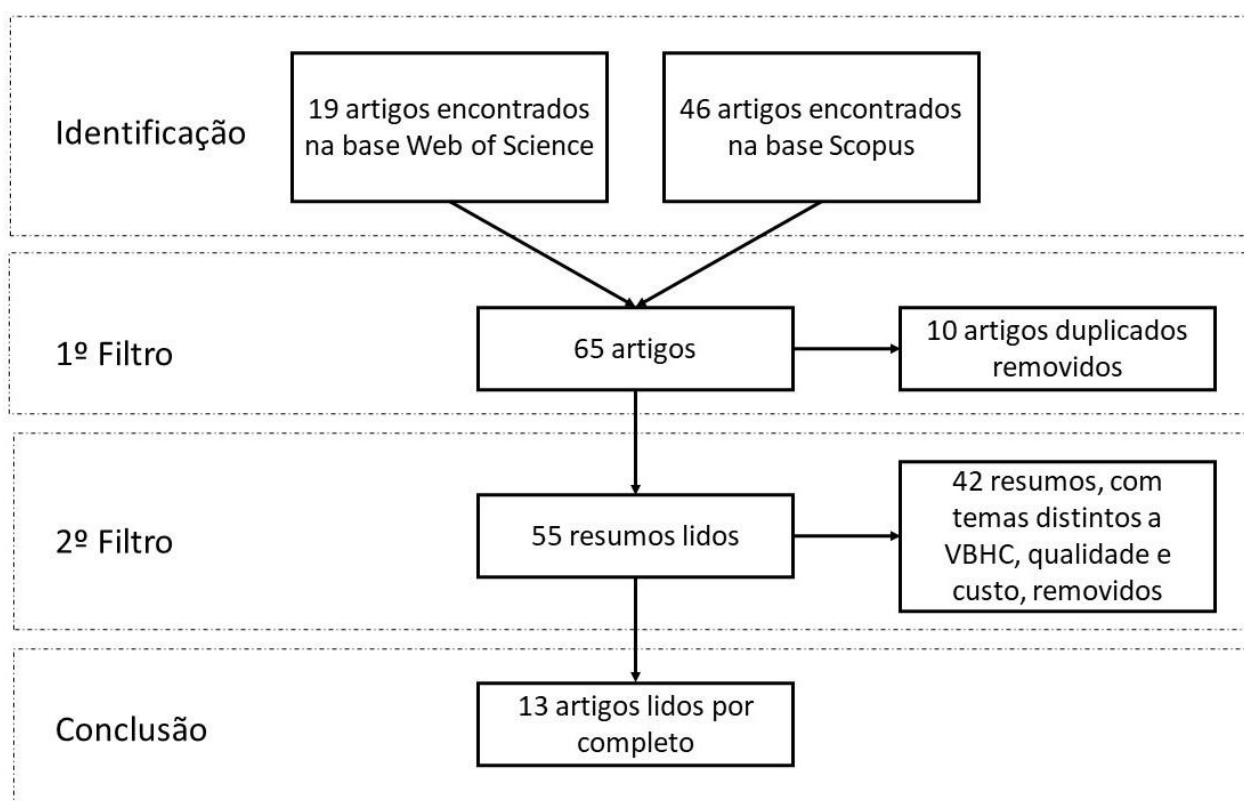 Identificação
19 artigos encontrados
na base Web of Science
46 artigos encontrados
na base Scopus
1º Filtro
65 artigos
10 artigos duplicados
removidos
2º Filtro
55 resumos lidos
42 resumos, com
temas distintos a
VBHC, qualidade e
custo, removidos
Conclusão
13 artigos lidos por
completo